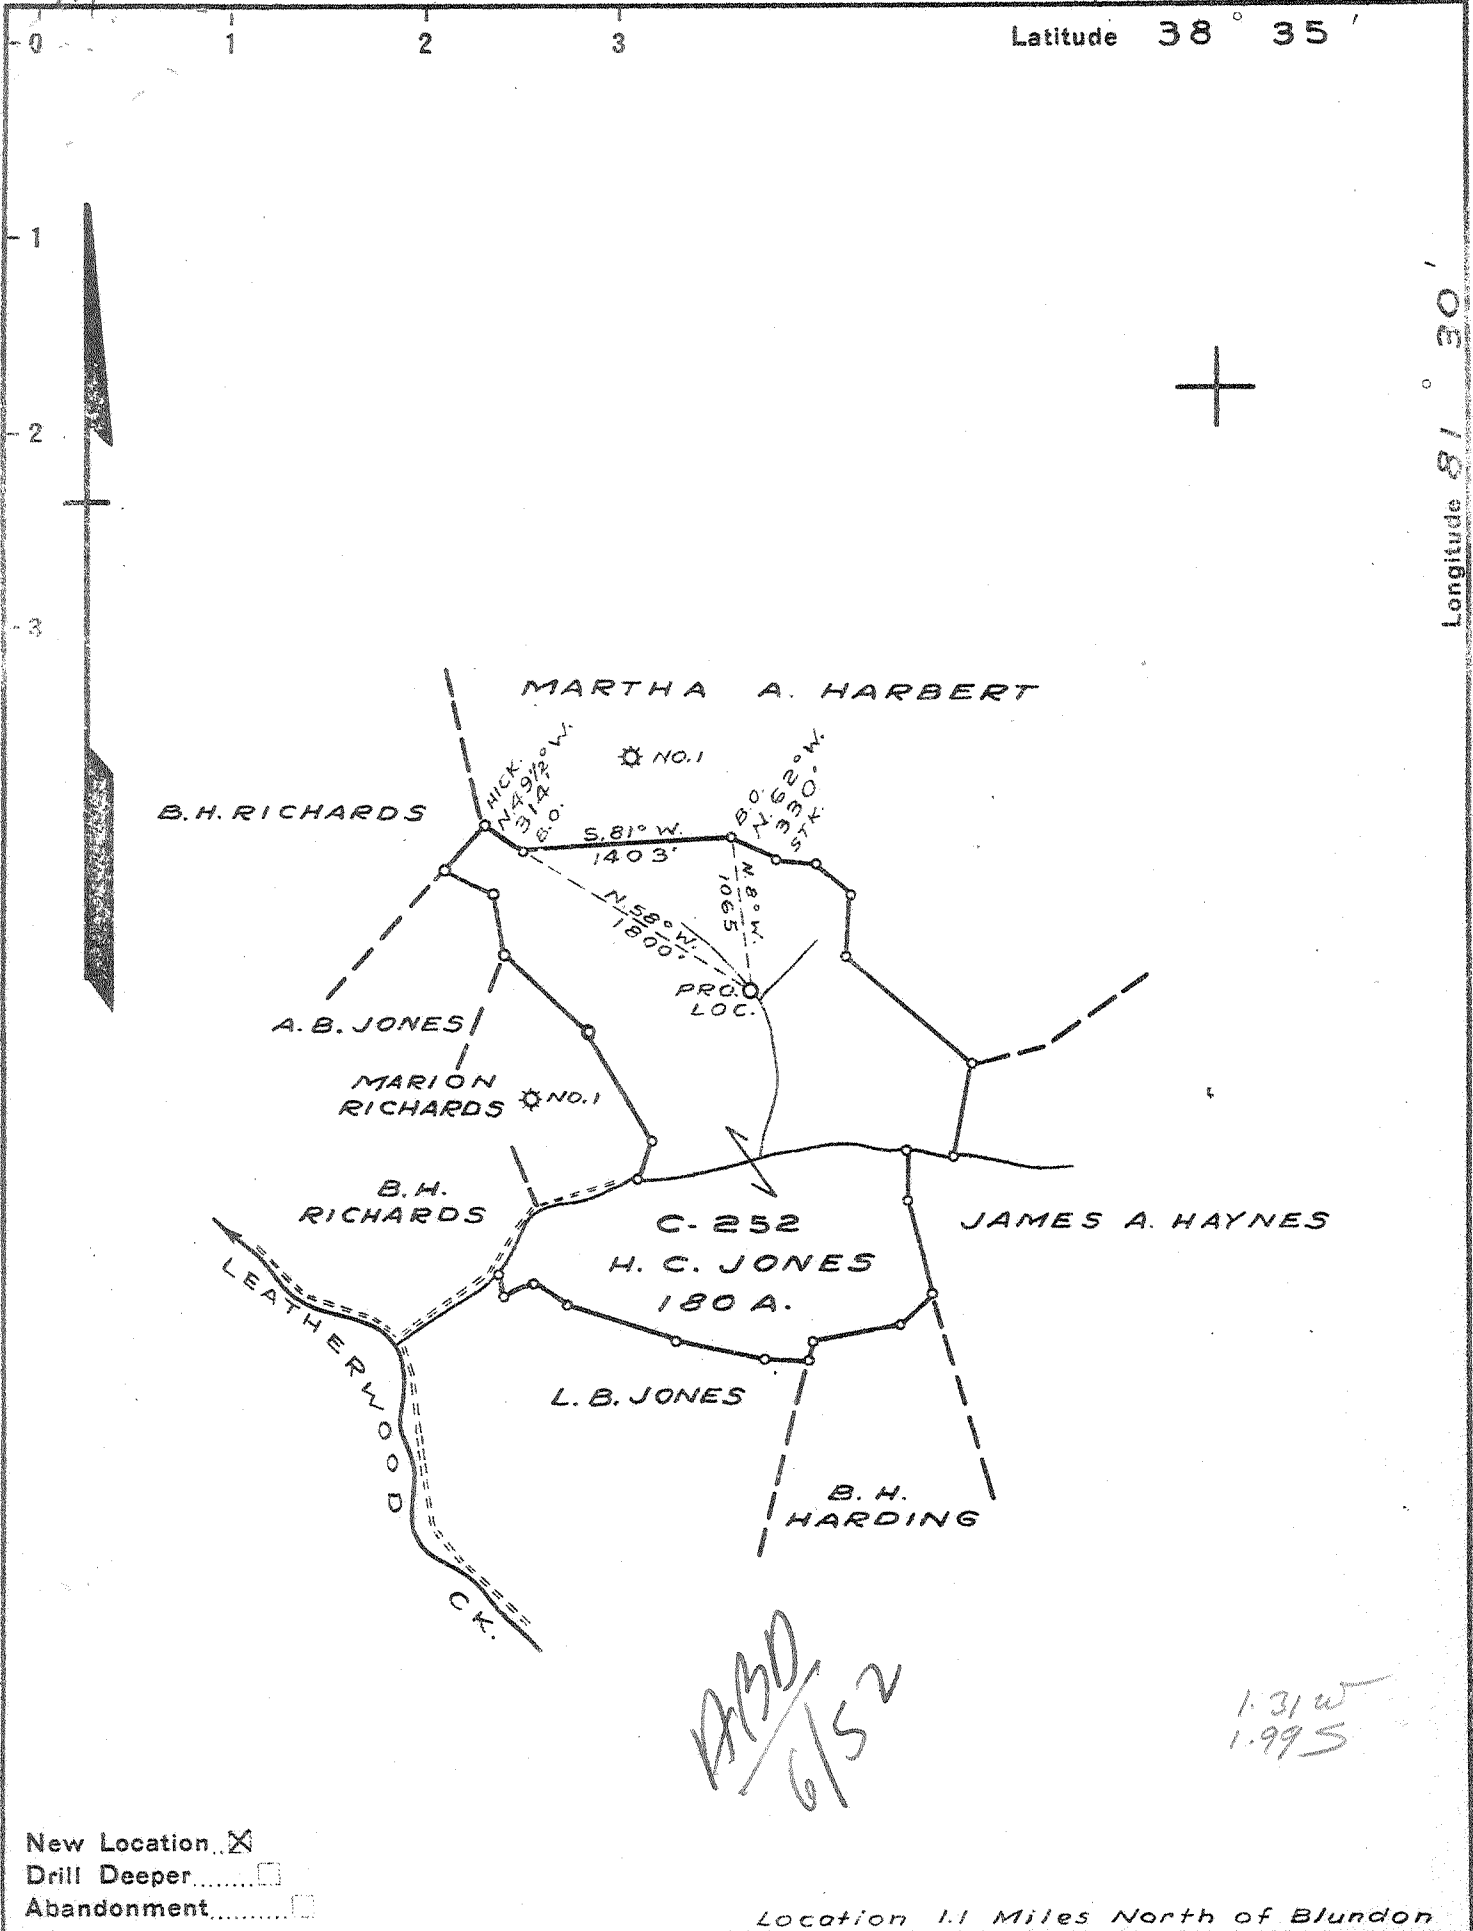 0 1 2 3 Latitude 38° 35'
1
2
3
Longitude 81° 30'
MARTHA A. HARBERT
NO. 1
B. H. RICHARDS
HICK.
N. 49 1/2° W.
314'
B.O.
S. 81° W.
1403'
B.O.
N. 62° W.
330'
STK.
N. 58° W.
1800'
N. 8° W.
1065
PRO.
LOC.
A. B. JONES
MARION
RICHARDS
NO. 1
B. H.
RICHARDS
C-252
H. C. JONES
180 A.
JAMES A. HAYNES
LEATHERWOOD
CK.
L. B. JONES
B. H.
HARDING
6/52
1.31 W
1.99 S
New Location..☒
Drill Deeper........☐
Abandonment..........☐
Location 1.1 Miles North of Blundon